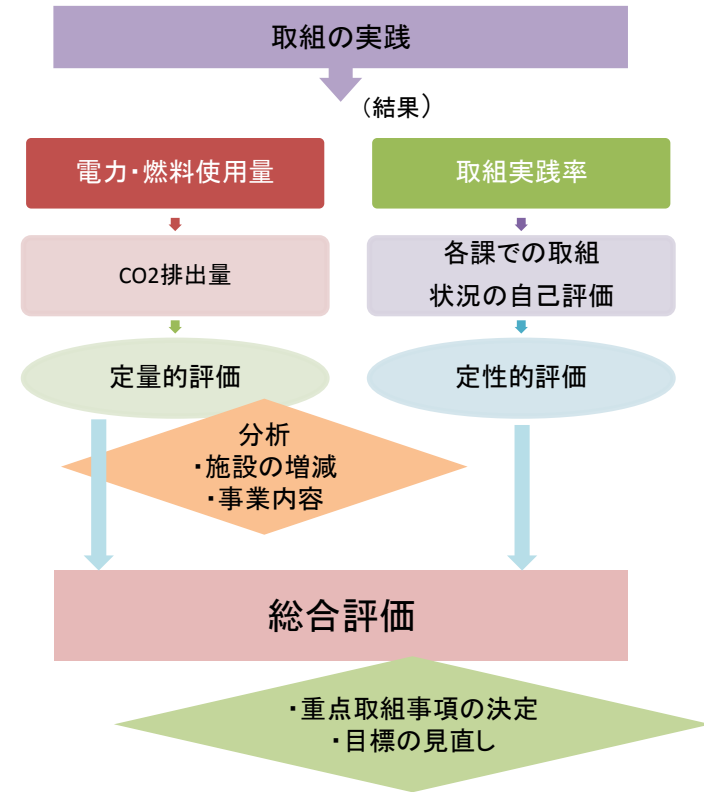 取組の実践
（結果）
電力・燃料使用量
取組実践率
CO2排出量
各課での取組
状況の自己評価
定量的評価
定性的評価
分析
・施設の増減
・事業内容
総合評価
・重点取組事項の決定
・目標の見直し